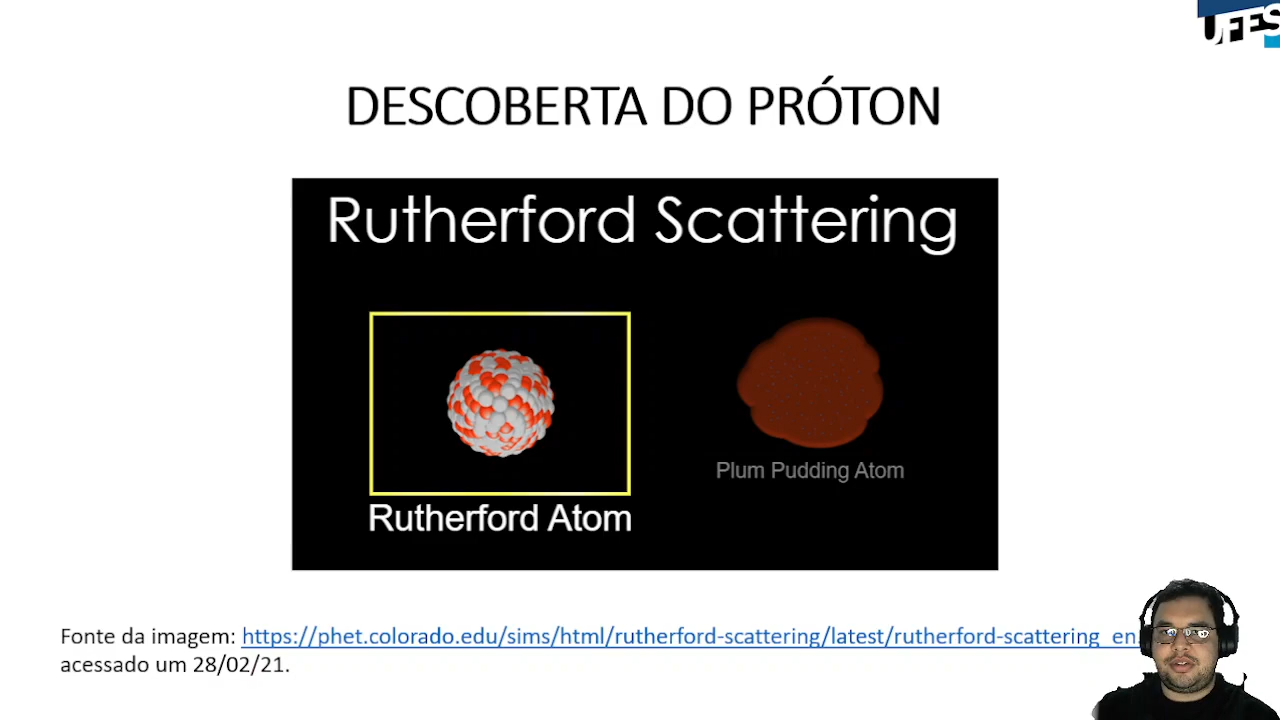 UFES
DESCOBERTA DO PRÓTON
Rutherford Scattering
Plum Pudding Atom
Rutherford Atom
Fonte da imagem: https://phet.colorado.edu/sims/html/rutherford-scattering/latest/rutherford-scattering_en.
acessado um 28/02/21.